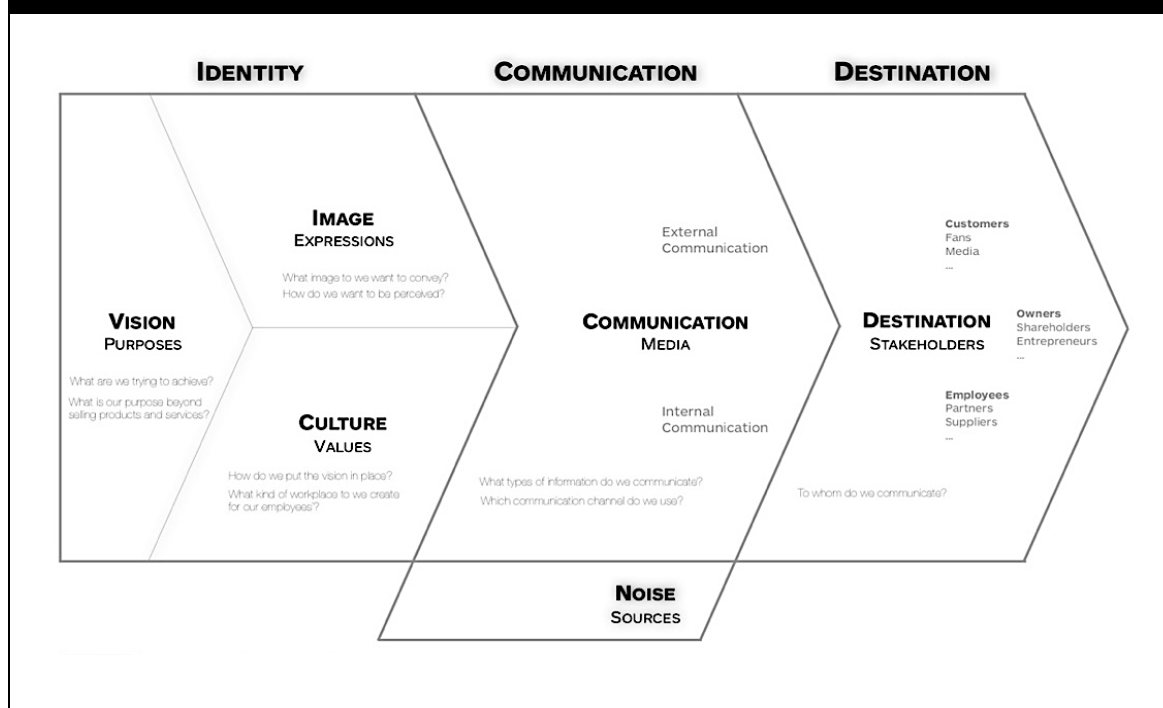 IDENTITY
COMMUNICATION
DESTINATION
VISION
PURPOSES
What are we trying to achieve?
What is our purpose beyond
selling products and services?
IMAGE
EXPRESSIONS
What image to we want to convey?
How do we want to be perceived?
CULTURE
VALUES
How do we put the vision in place?
What kind of workplace to we create
for our employees?
External
Communication
COMMUNICATION
MEDIA
Internal
Communication
What types of information do we communicate?
Which communication channel do we use?
NOISE
SOURCES
Customers
Fans
Media
...
DESTINATION
STAKEHOLDERS
Owners
Shareholders
Entrepreneurs
...
Employees
Partners
Suppliers
...
To whom do we communicate?